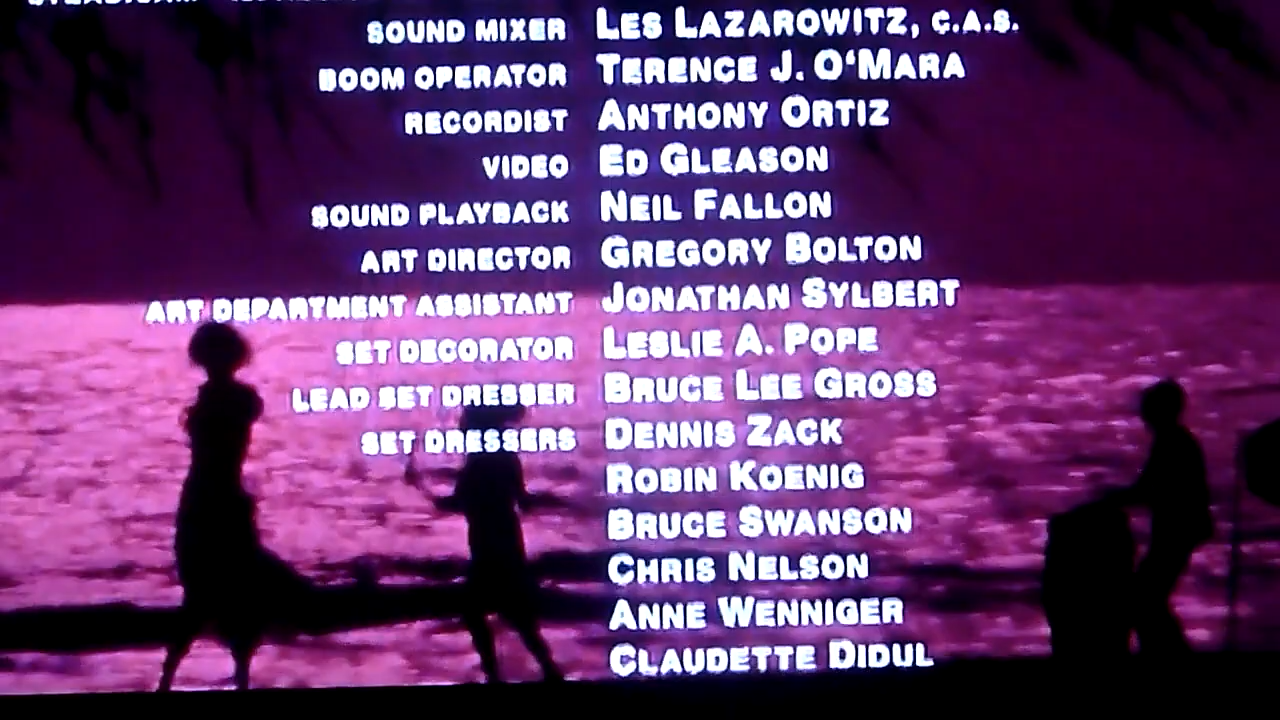 SOUND MIXER LES LAZAROWITZ, C.A.S.
BOOM OPERATOR TERENCE J. O'MARA
RECORDIST ANTHONY ORTIZ
VIDEO ED GLEASON
SOUND PLAYBACK NEIL FALLON
ART DIRECTOR GREGORY BOLTON
ART DEPARTMENT ASSISTANT JONATHAN SYLBERT
SET DECORATOR LESLIE A. POPE
LEAD SET DRESSER BRUCE LEE GROSS
SET DRESSERS DENNIS ZACK
ROBIN KOENIG
BRUCE SWANSON
CHRIS NELSON
ANNE WENNIGER
CLAUDETTE DIDUL